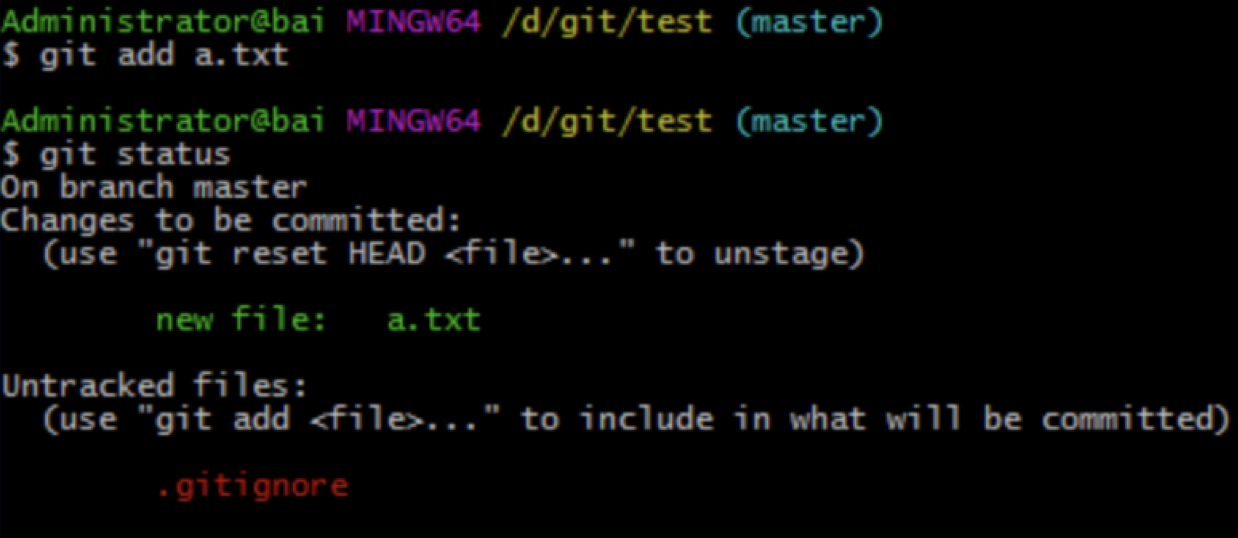 Administrator@bai MINGW64 /d/git/test (master)
$ git add a.txt
Administrator@bai MINGW64 /d/git/test (master)
$ git status
On branch master
Changes to be committed:
  (use "git reset HEAD <file>..." to unstage)
        new file:   a.txt
Untracked files:
  (use "git add <file>..." to include in what will be committed)
        .gitignore